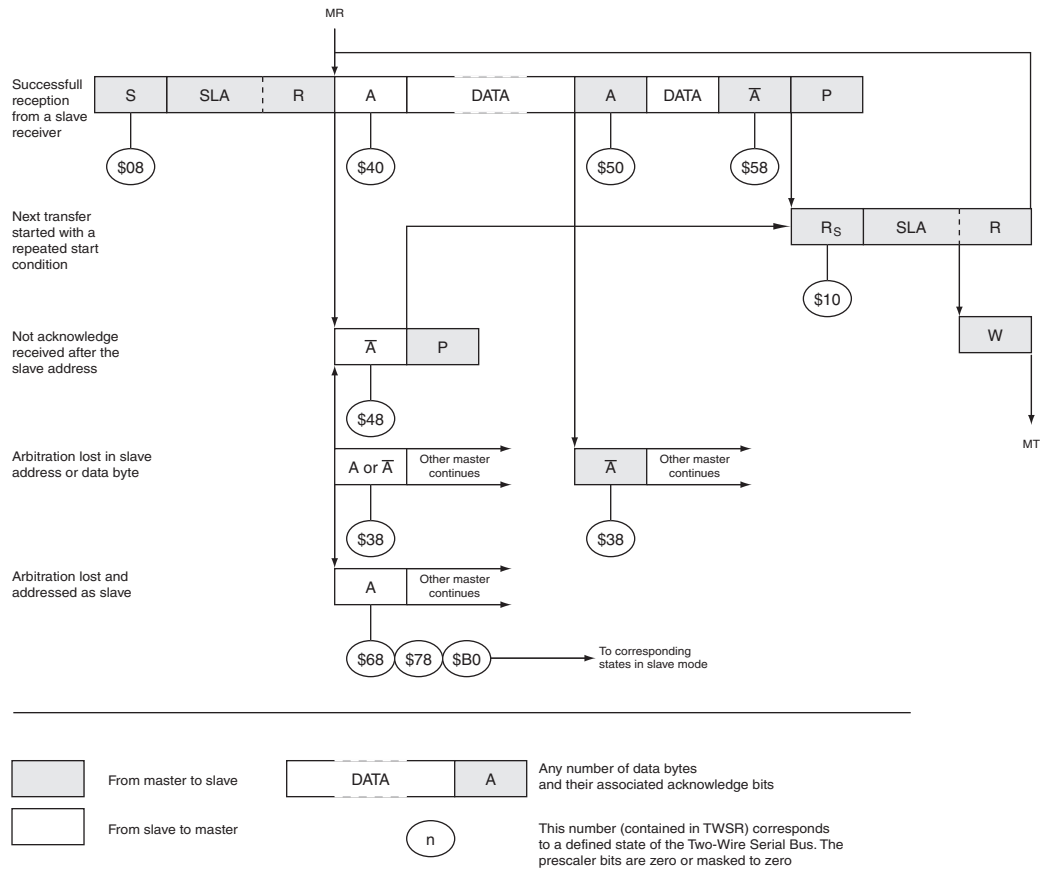 MR
Successfull
reception
from a slave
receiver
S SLA R A DATA A DATA A̅ P
$08 $40 $50 $58
Next transfer
started with a
repeated start
condition
RS SLA R
$10
Not acknowledge
received after the
slave address
A̅ P
W
$48
MT
Arbitration lost in slave
address or data byte
A or A̅
Other master
continues
A̅
Other master
continues
$38 $38
Arbitration lost and
addressed as slave
A
Other master
continues
$68 $78 $B0
To corresponding
states in slave mode
From master to slave
DATA A
Any number of data bytes
and their associated acknowledge bits
From slave to master
n
This number (contained in TWSR) corresponds
to a defined state of the Two-Wire Serial Bus. The
prescaler bits are zero or masked to zero